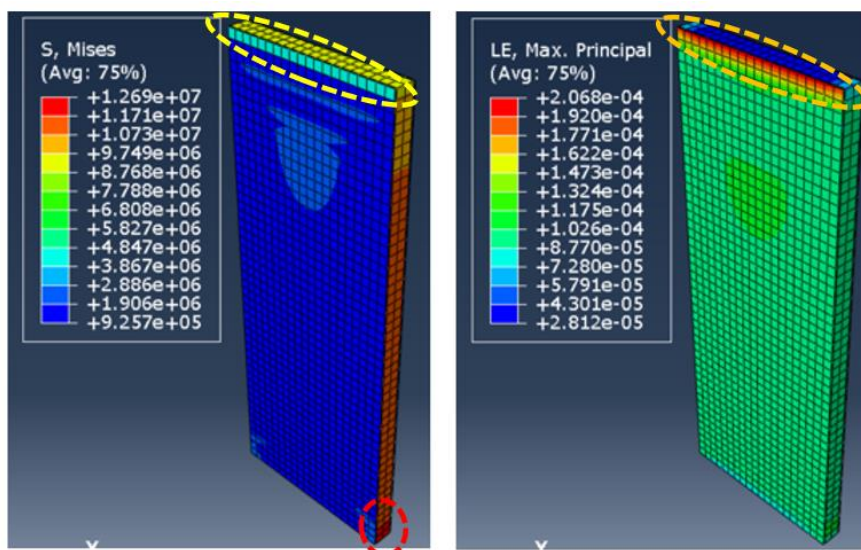 S, Mises
(Avg: 75%)
+1.269e+07
+1.171e+07
+1.073e+07
+9.749e+06
+8.768e+06
+7.788e+06
+6.808e+06
+5.827e+06
+4.847e+06
+3.867e+06
+2.886e+06
+1.906e+06
+9.257e+05
LE, Max. Principal
(Avg: 75%)
+2.068e-04
+1.920e-04
+1.771e-04
+1.622e-04
+1.473e-04
+1.324e-04
+1.175e-04
+1.026e-04
+8.770e-05
+7.280e-05
+5.791e-05
+4.301e-05
+2.812e-05